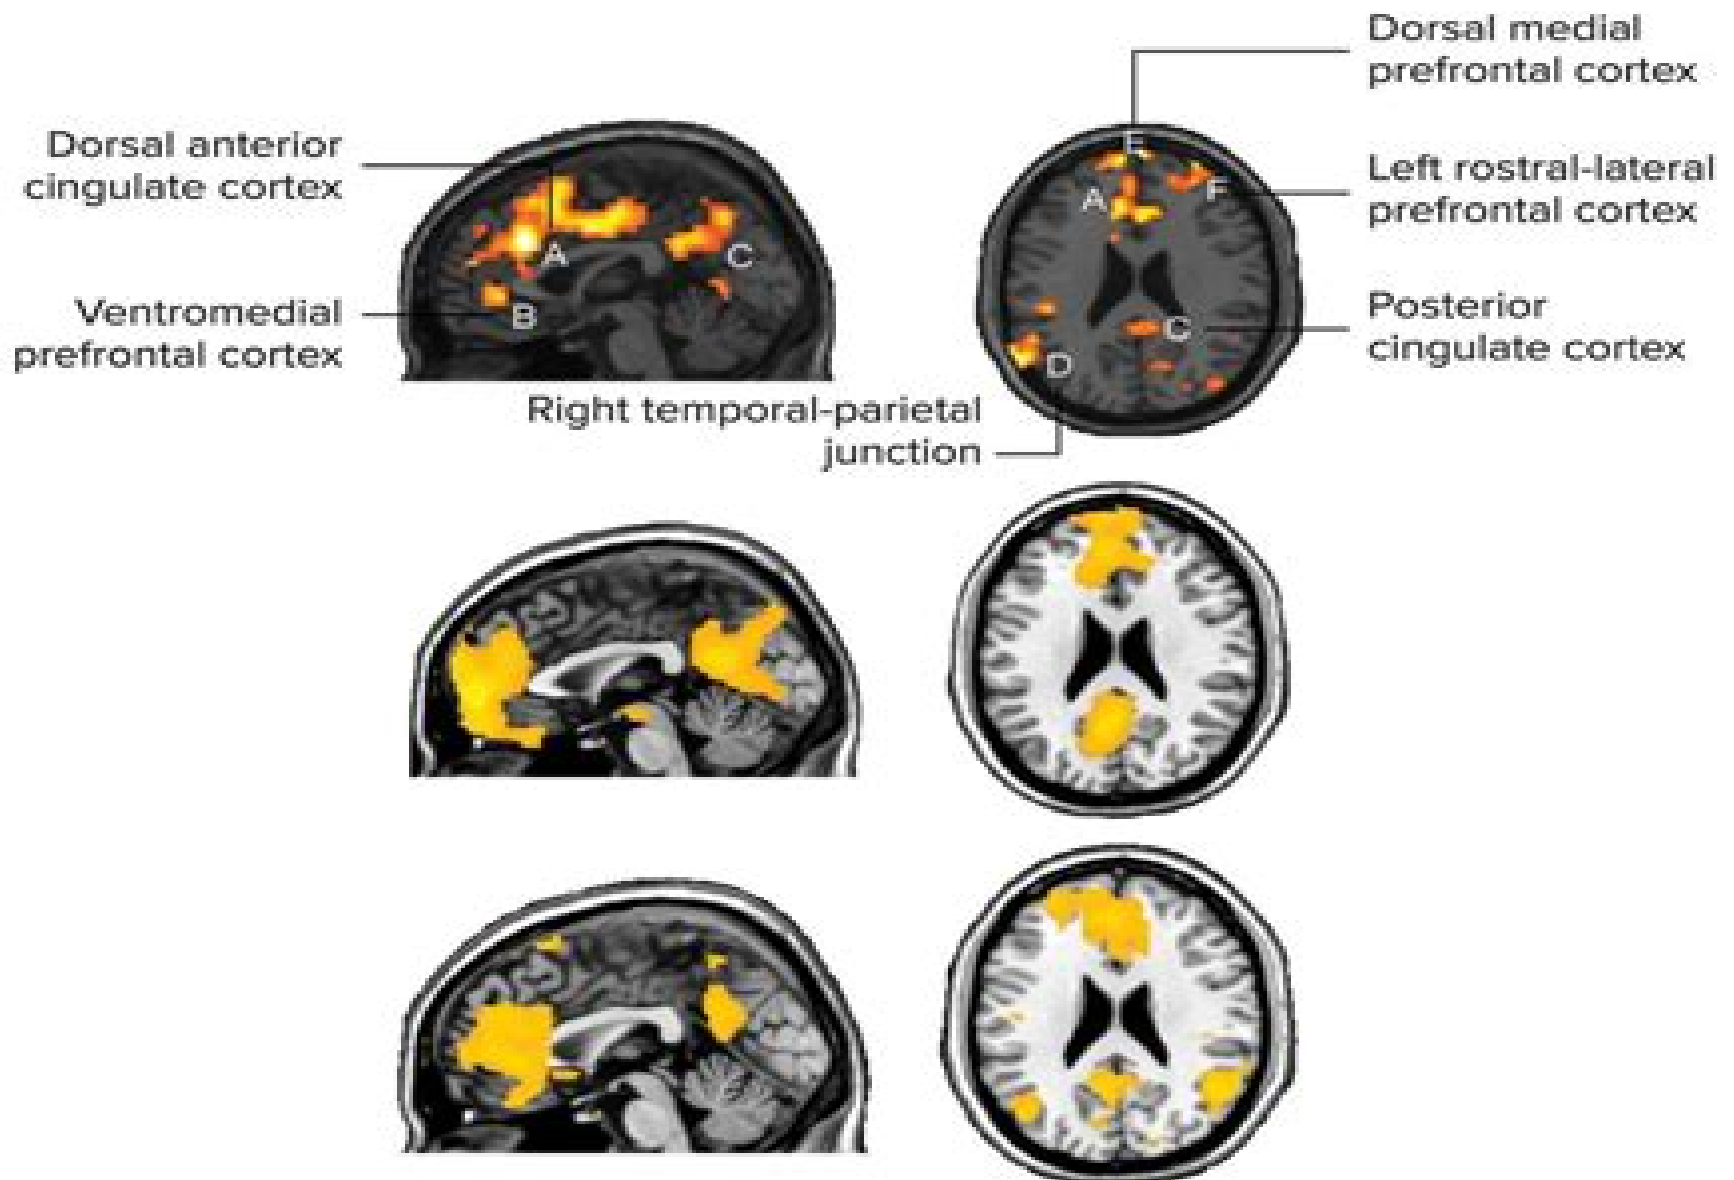 Dorsal medial
prefrontal cortex
Dorsal anterior
cingulate cortex
Left rostral-lateral
prefrontal cortex
Ventromedial
prefrontal cortex
Posterior
cingulate cortex
Right temporal-parietal
junction
A
B
C
E
A
F
C
D